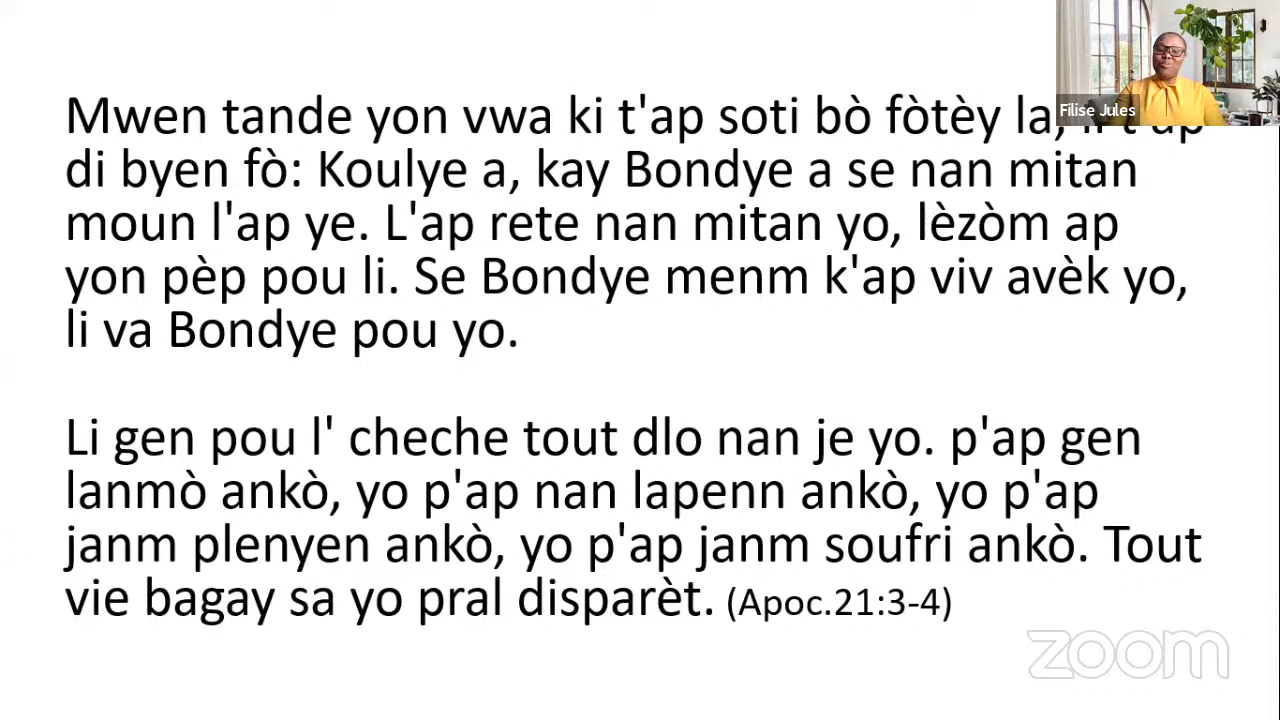 Filise Jules
Mwen tande yon vwa ki t'ap soti bò fòtèy la,
di byen fò: Koulye a, kay Bondye a se nan mitan
moun l'ap ye. L'ap rete nan mitan yo, lèzòm ap
yon pèp pou li. Se Bondye menm k'ap viv avèk yo,
li va Bondye pou yo.
Li gen pou l' cheche tout dlo nan je yo. p'ap gen
lanmò ankò, yo p'ap nan lapenn ankò, yo p'ap
janm plenyen ankò, yo p'ap janm soufri ankò. Tout
vie bagay sa yo pral disparèt. (Apoc.21:3-4)
zoom